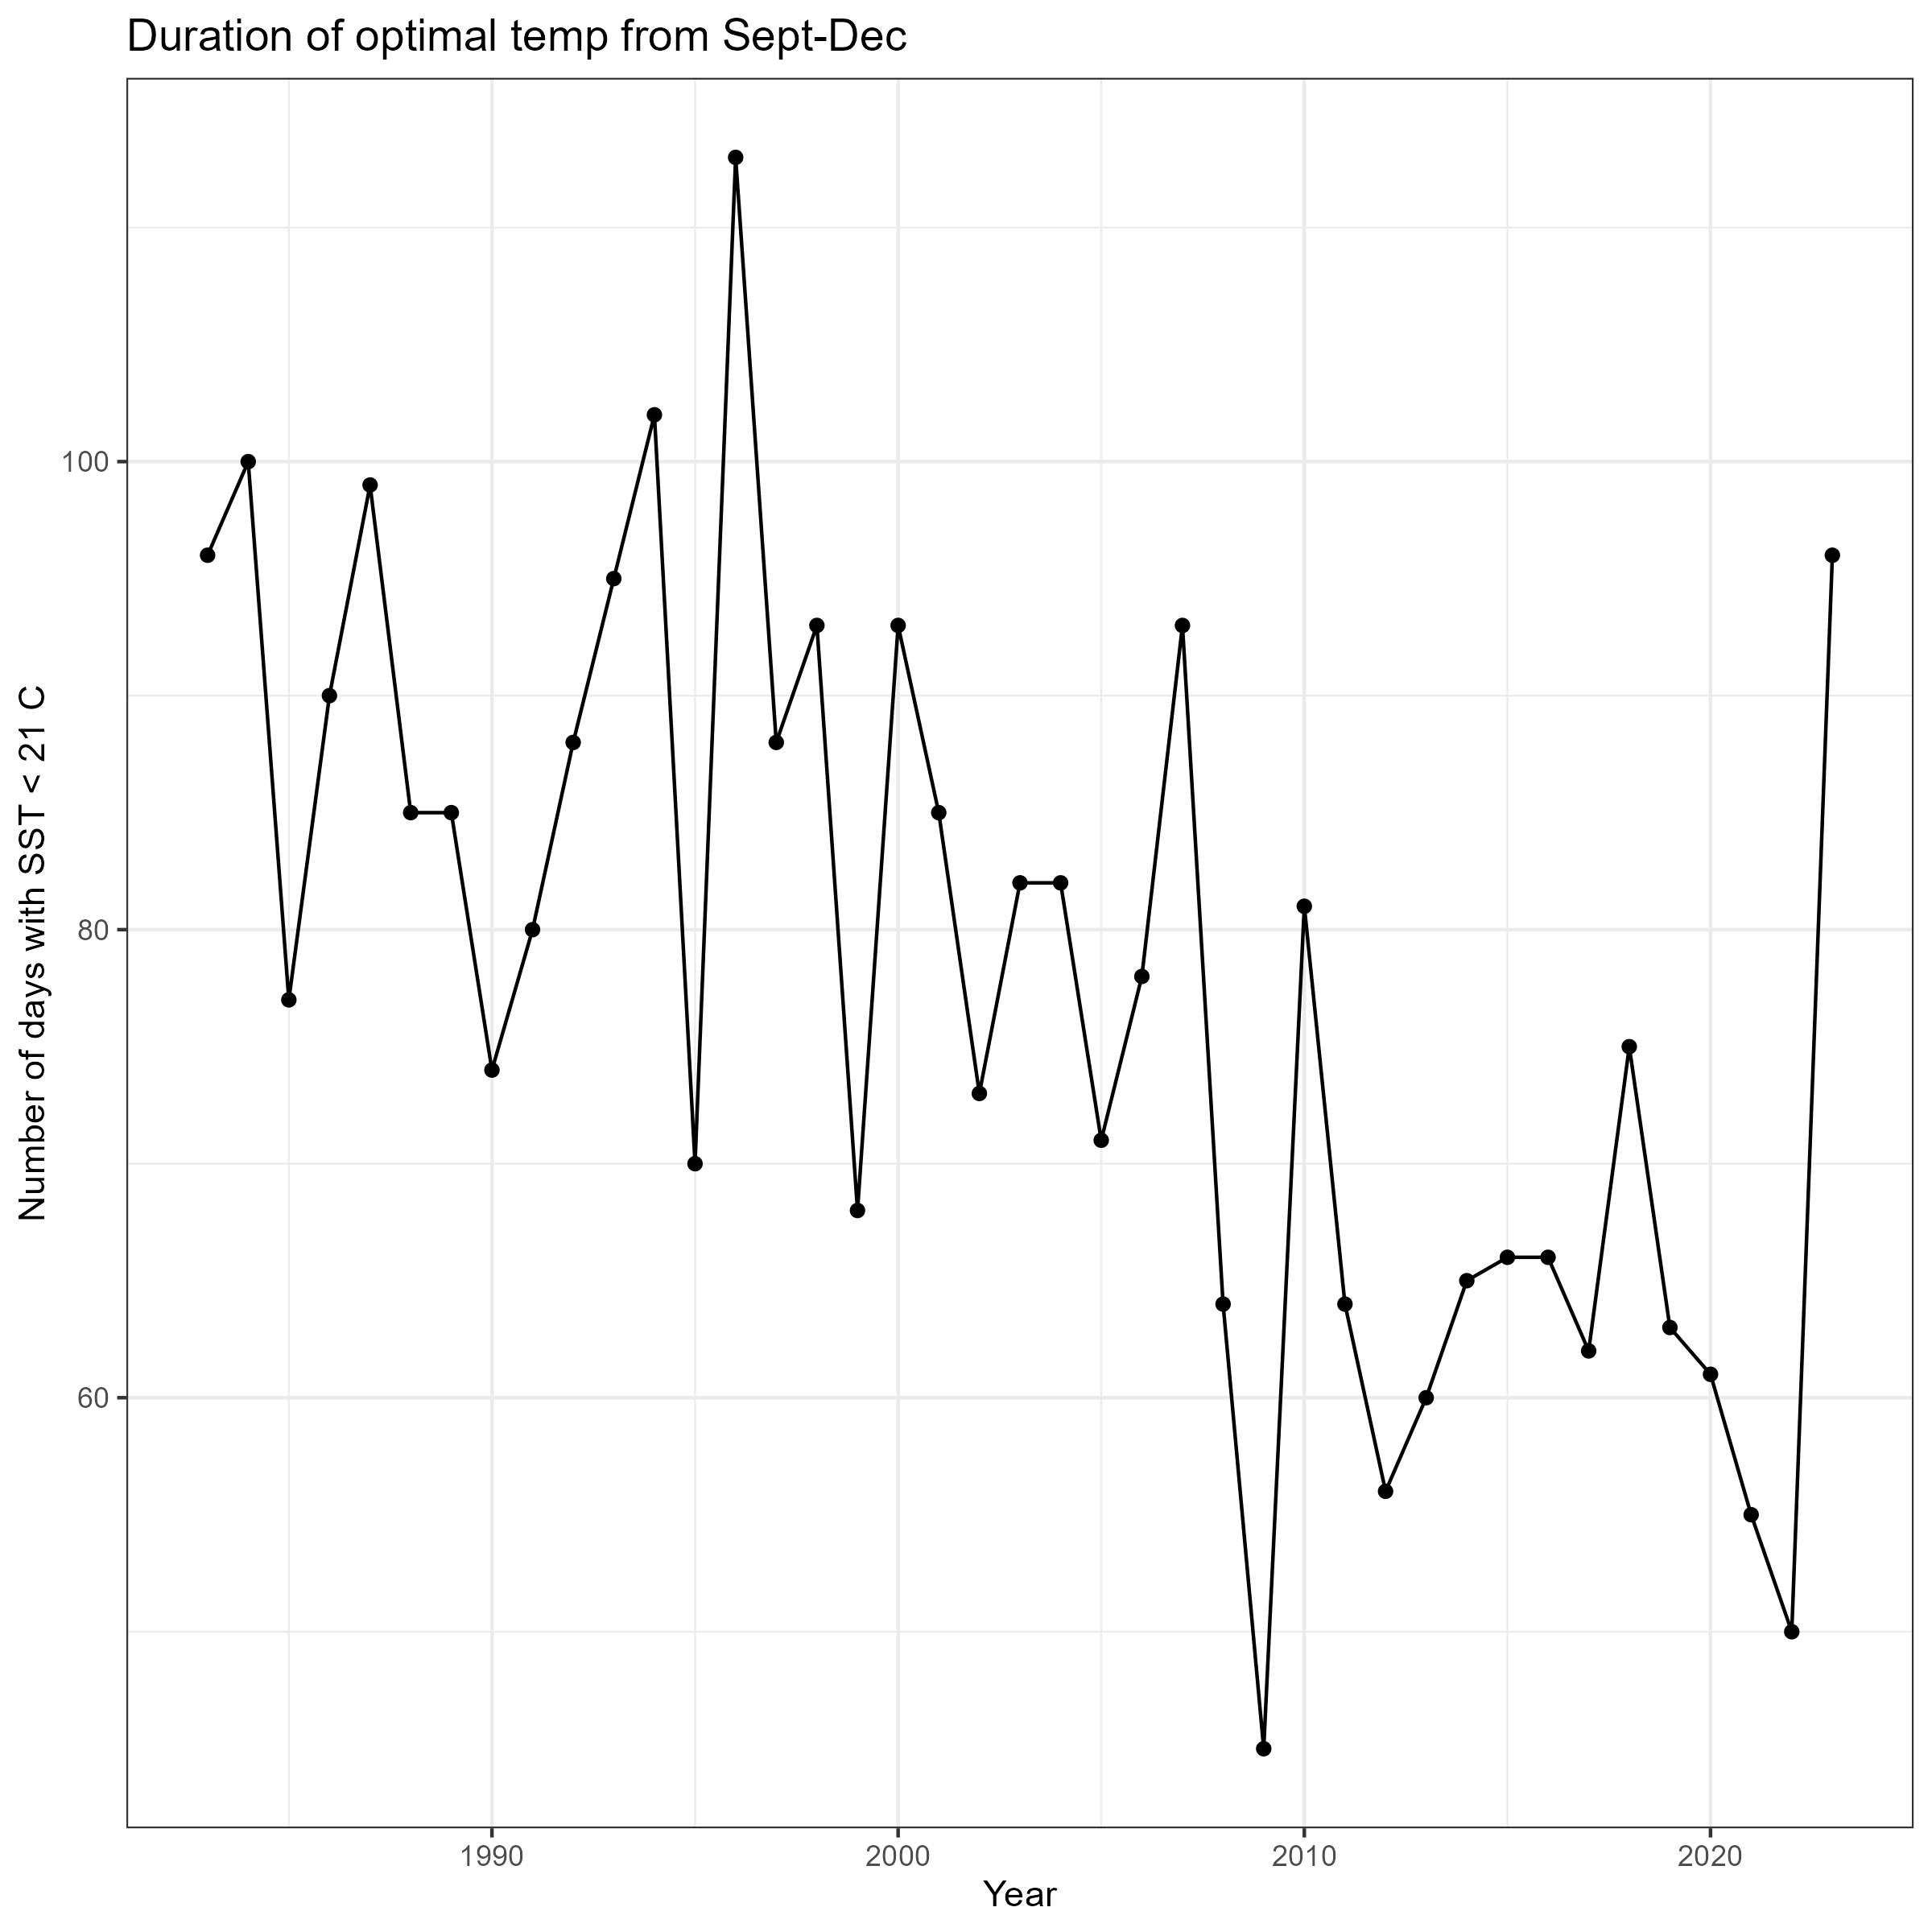 Duration of optimal temp from Sept-Dec
Number of days with SST < 21 C
100
80
60
1990
2000
2010
2020
Year